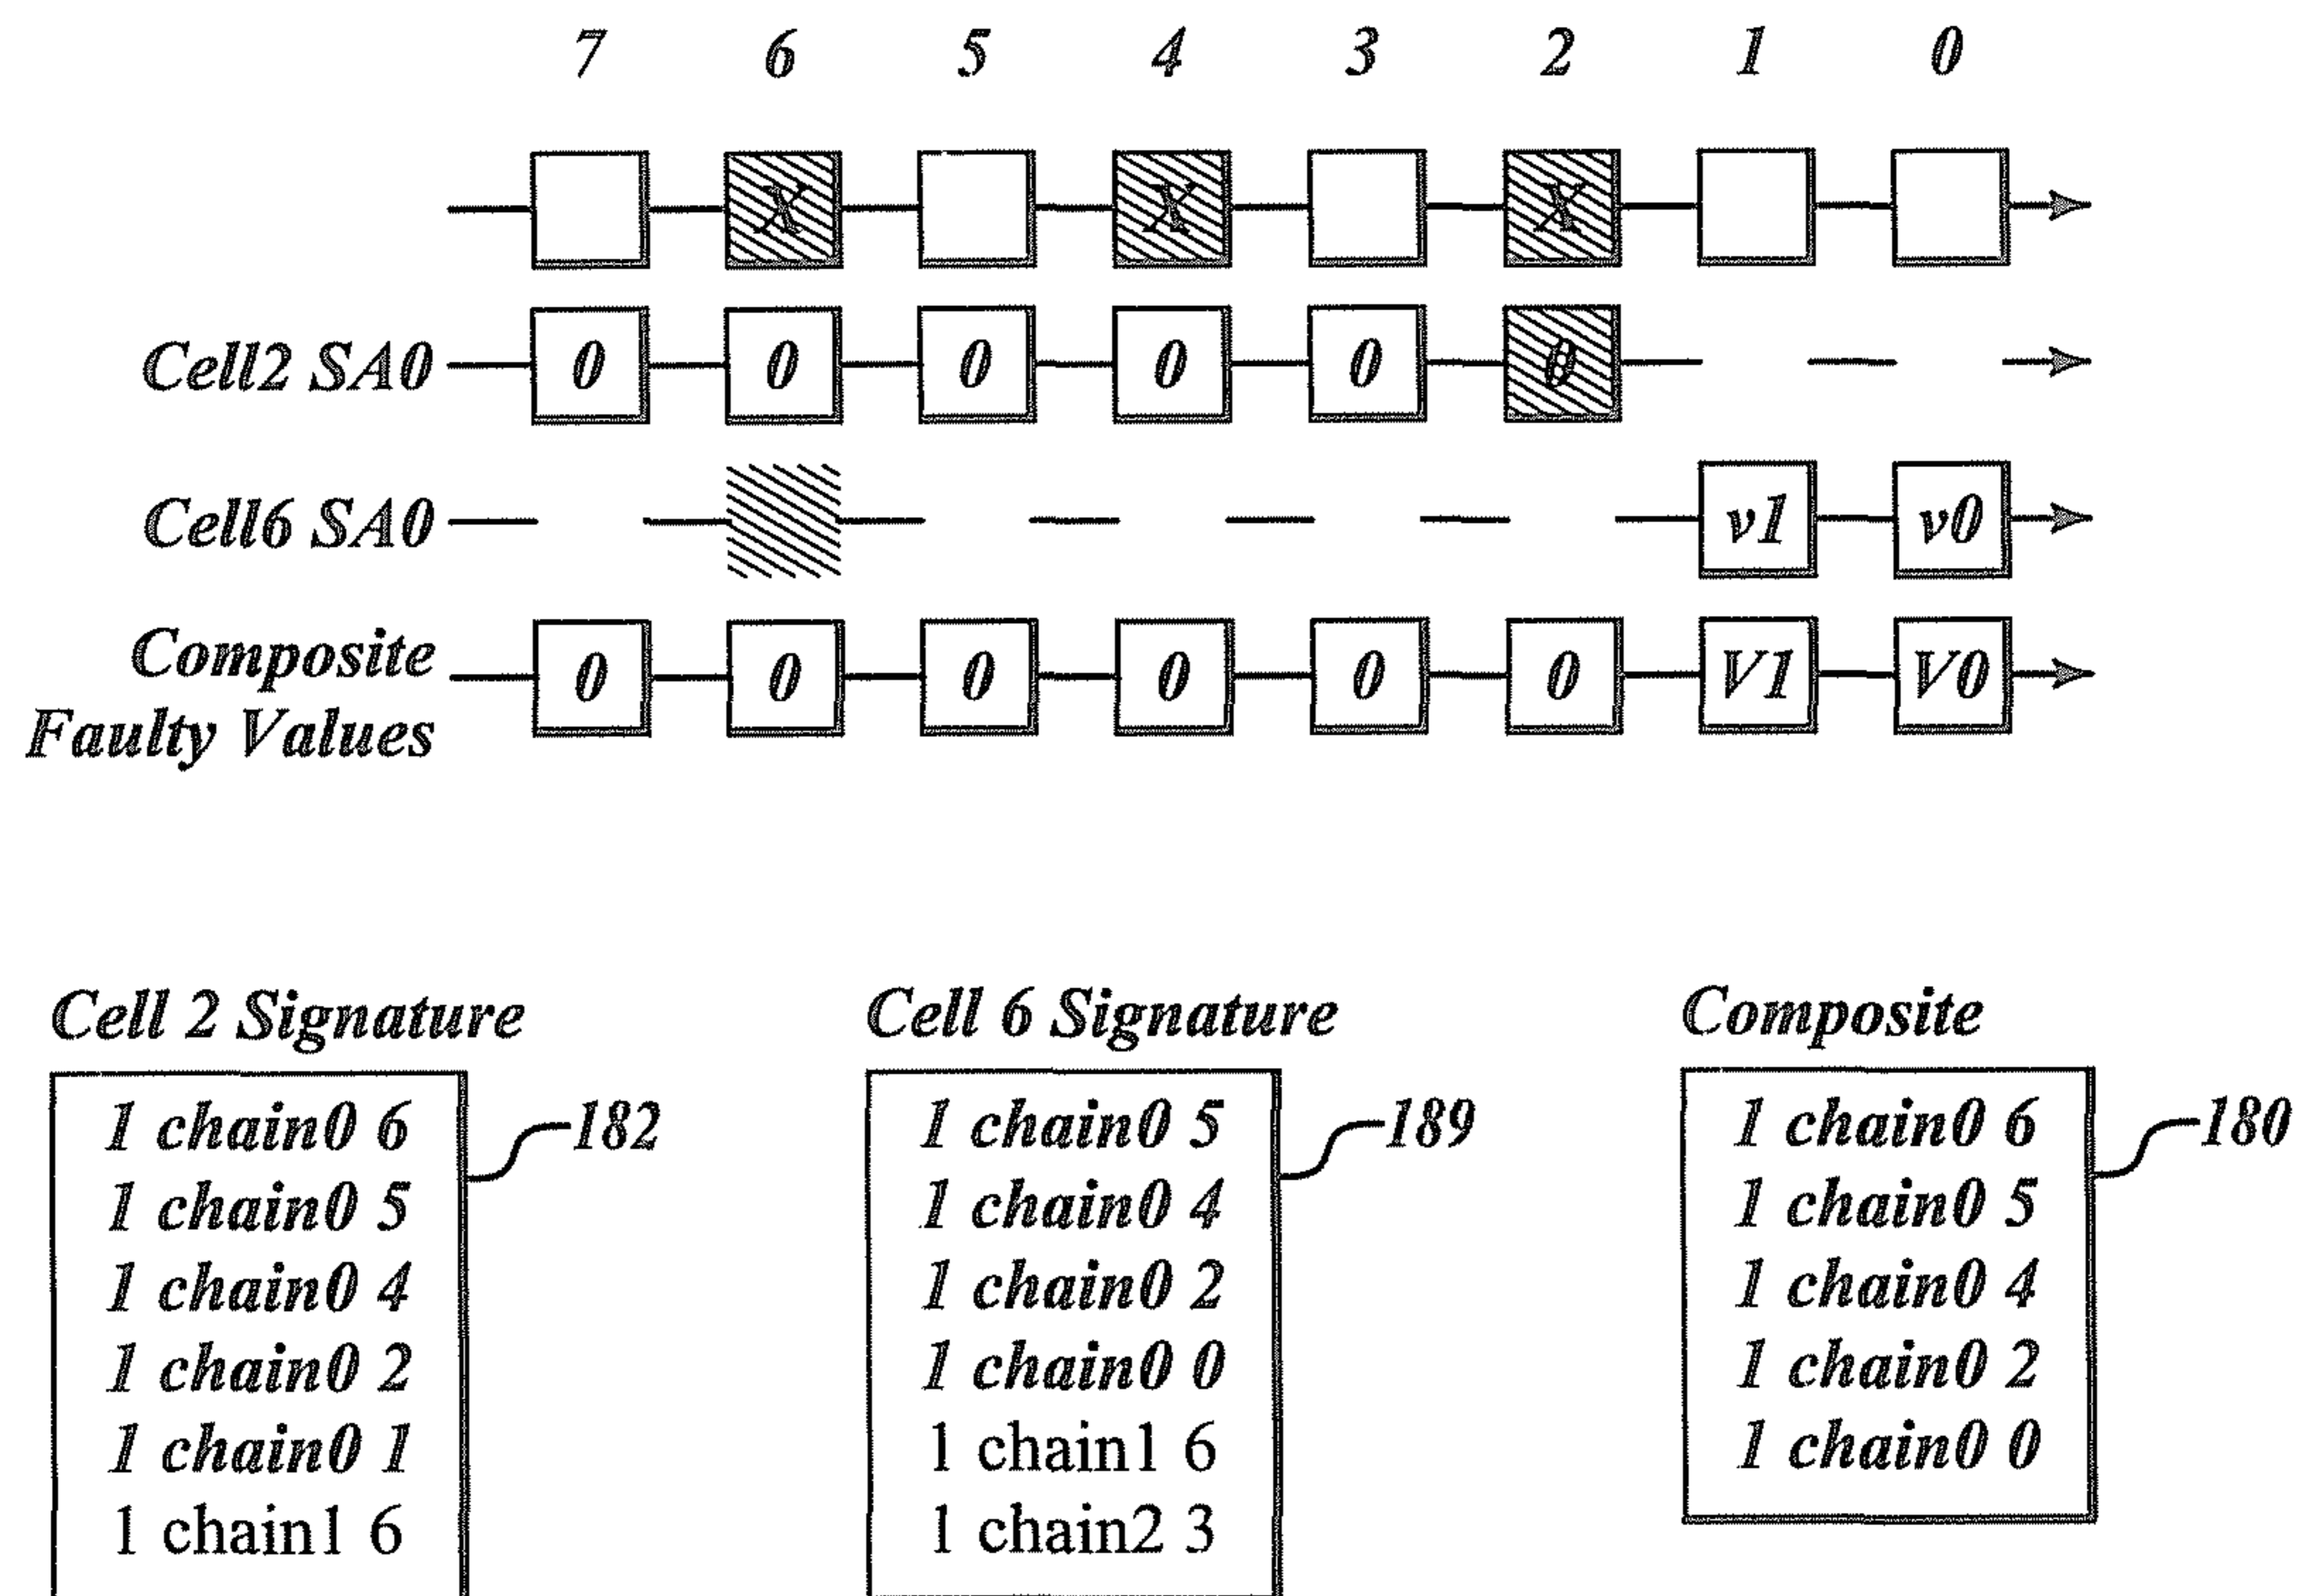 7 6 5 4 3 2 1 0
X X X
Cell2 SA0 0 0 0 0 0 0
Cell6 SA0 v1 v0
Composite
Faulty Values 0 0 0 0 0 0 V1 V0
Cell 2 Signature
1 chain0 6
182
1 chain0 5
1 chain0 4
1 chain0 2
1 chain0 1
1 chain1 6
Cell 6 Signature
1 chain0 5
189
1 chain0 4
1 chain0 2
1 chain0 0
1 chain1 6
1 chain2 3
Composite
1 chain0 6
180
1 chain0 5
1 chain0 4
1 chain0 2
1 chain0 0